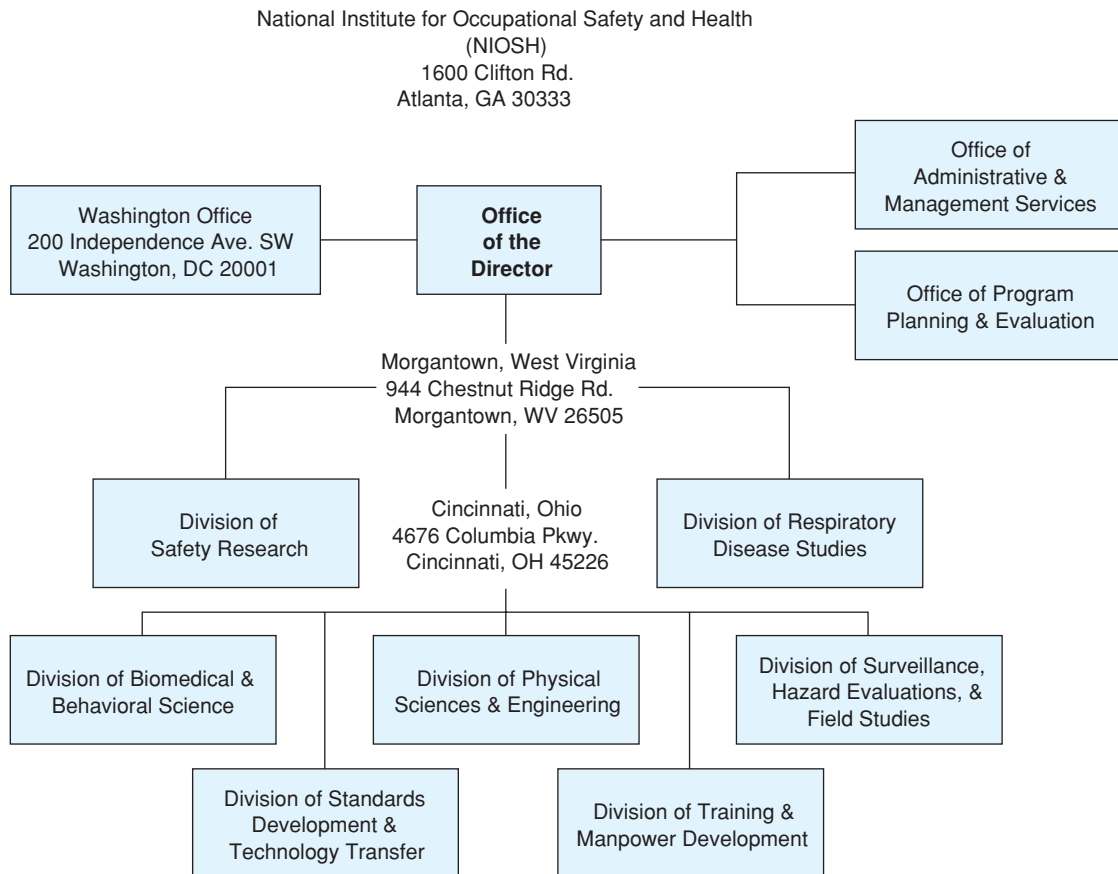 National Institute for Occupational Safety and Health
(NIOSH)
1600 Clifton Rd.
Atlanta, GA 30333
Office of
Administrative &
Management Services
Washington Office
200 Independence Ave. SW
Washington, DC 20001
Office
of the
Director
Office of Program
Planning & Evaluation
Morgantown, West Virginia
944 Chestnut Ridge Rd.
Morgantown, WV 26505
Division of
Safety Research
Cincinnati, Ohio
4676 Columbia Pkwy.
Cincinnati, OH 45226
Division of Respiratory
Disease Studies
Division of Biomedical &
Behavioral Science
Division of Physical
Sciences & Engineering
Division of Surveillance,
Hazard Evaluations, &
Field Studies
Division of Standards
Development &
Technology Transfer
Division of Training &
Manpower Development